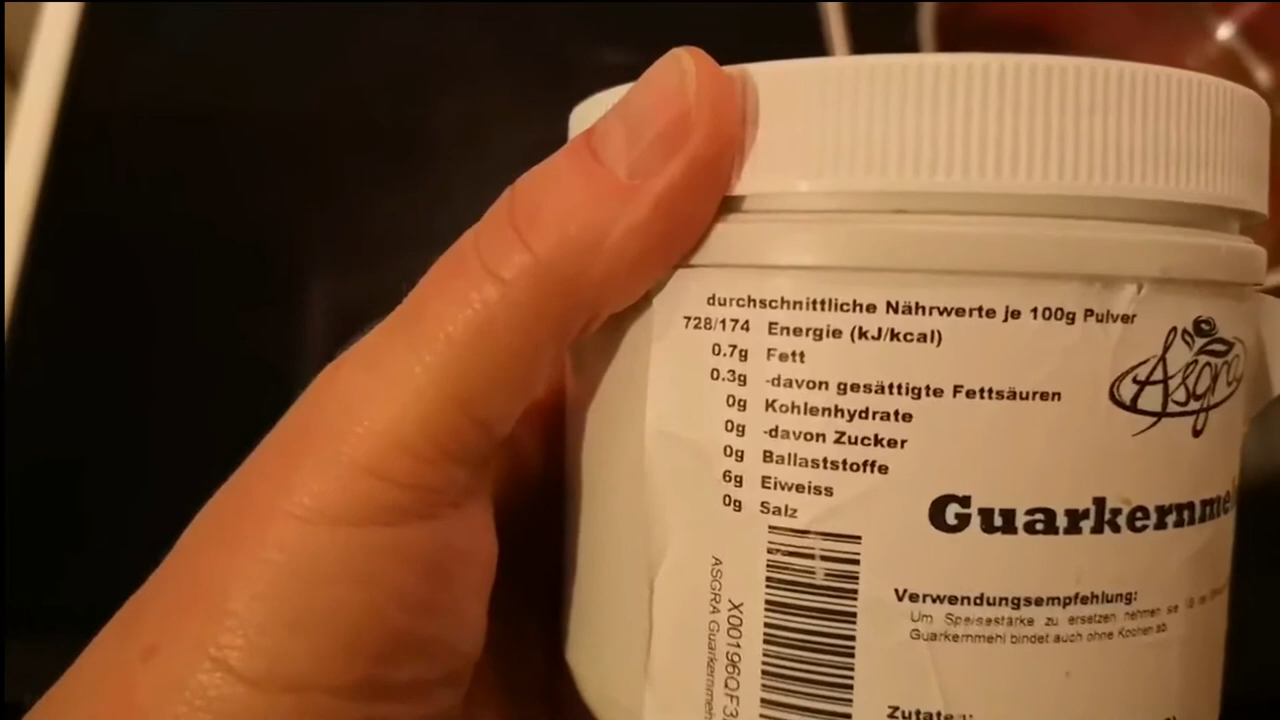 durchschnittliche Nährwerte je 100g Pulver
728/174 Energie (kJ/kcal)
0.7g Fett
0.3g -davon gesättigte Fettsäuren
0g Kohlenhydrate
0g -davon Zucker
0g Ballaststoffe
6g Eiweiss
0g Salz
Asgra
Guarkernme
Verwendungsempfehlung:
Um Speisestärke zu ersetzen nehmen sie
Guarkernmehl bindet auch ohne Kochen ab.
X00196QF3
ASGRA Guarkernmeh